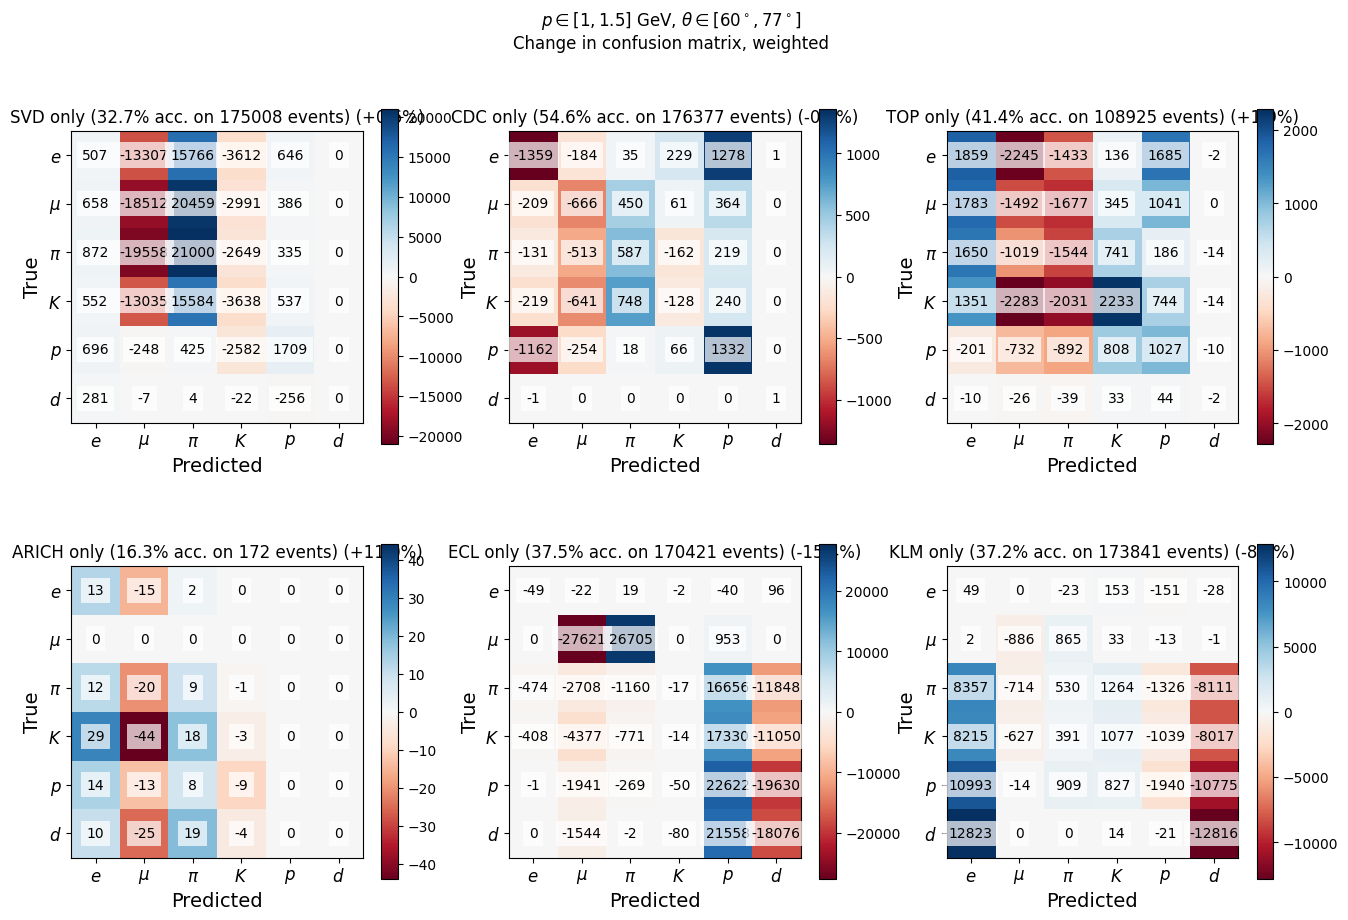 p ∈ [1, 1.5] GeV, θ ∈ [60°, 77°]
Change in confusion matrix, weighted
SVD only (32.7% acc. on 175008 events)
e 507 -13307 15766 -3612 646 0
μ 658 -18512 20459 -2991 386 0
π 872 -19558 21000 -2649 335 0
K 552 -13035 15584 -3638 537 0
p 696 -248 425 -2582 1709 0
d 281 -7 4 -22 -256 0
e μ π K p d
True
Predicted
20000
15000
10000
5000
0
−5000
−10000
−15000
−20000
CDC only (54.6% acc. on 176377 events)
e -1359 -184 35 229 1278 1
μ -209 -666 450 61 364 0
π -131 -513 587 -162 219 0
K -219 -641 748 -128 240 0
p -1162 -254 18 66 1332 0
d -1 0 0 0 0 1
e μ π K p d
True
Predicted
1000
500
0
−500
−1000
TOP only (41.4% acc. on 108925 events)
e 1859 -2245 -1433 136 1685 -2
μ 1783 -1492 -1677 345 1041 0
π 1650 -1019 -1544 741 186 -14
K 1351 -2283 -2031 2233 744 -14
p -201 -732 -892 808 1027 -10
d -10 -26 -39 33 44 -2
e μ π K p d
True
Predicted
2000
1000
0
−1000
−2000
ARICH only (16.3% acc. on 172 events)
e 13 -15 2 0 0 0
μ 0 0 0 0 0 0
π 12 -20 9 -1 0 0
K 29 -44 18 -3 0 0
p 14 -13 8 -9 0 0
d 10 -25 19 -4 0 0
e μ π K p d
True
Predicted
40
30
20
10
0
−10
−20
−30
−40
ECL only (37.5% acc. on 170421 events)
e -49 -22 19 -2 -40 96
μ 0 -27621 26705 0 953 0
π -474 -2708 -1160 -17 16656 -11848
K -408 -4377 -771 -14 17330 -11050
p -1 -1941 -269 -50 22622 -19630
d 0 -1544 -2 -80 21558 -18076
e μ π K p d
True
Predicted
20000
10000
0
−10000
−20000
KLM only (37.2% acc. on 173841 events)
e 49 0 -23 153 -151 -28
μ 2 -886 865 33 -13 -1
π 8357 -714 530 1264 -1326 -8111
K 8215 -627 391 1077 -1039 -8017
p 10993 -14 909 827 -1940 -10775
d 12823 0 0 14 -21 -12816
e μ π K p d
True
Predicted
10000
5000
0
−5000
−10000